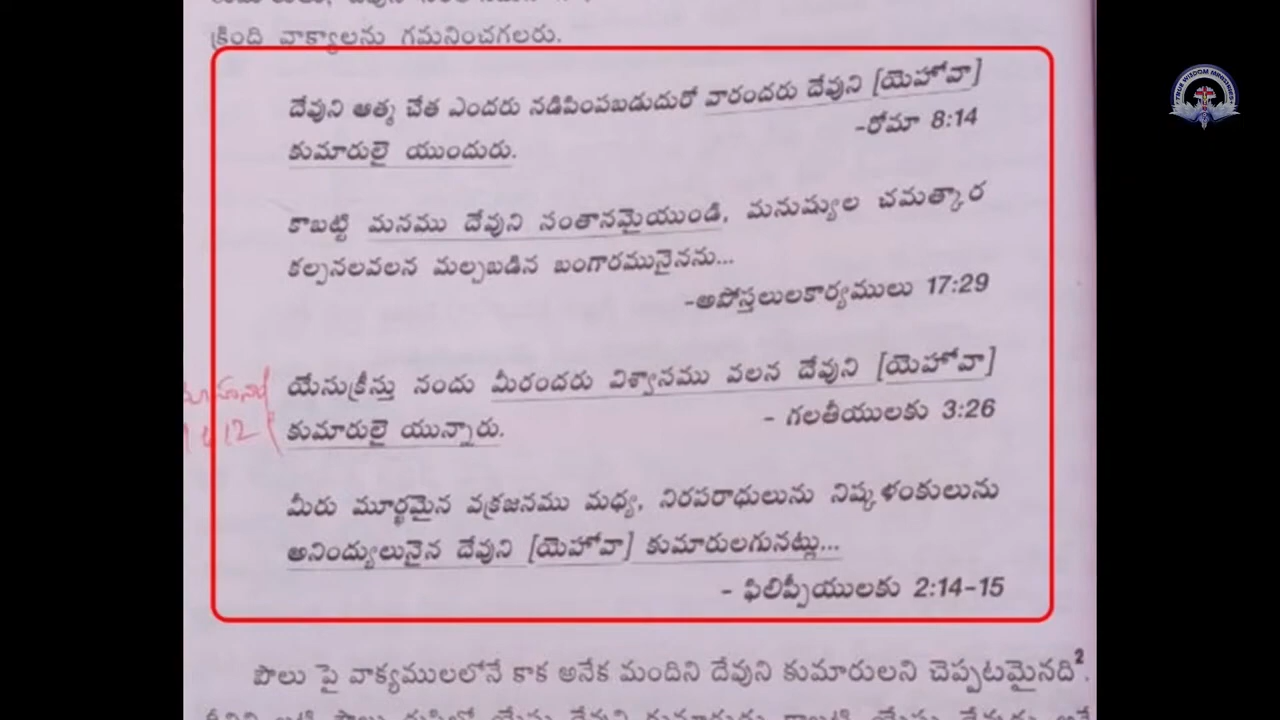 క్రింది వాక్యాలను గమనించగలరు.
దేవుని ఆత్మ చేత ఎందరు నడిపింపబడుదురో వారందరు దేవుని [యెహోవా]
కుమారులై యుందురు. -రోమా 8:14
కాబట్టి మనము దేవుని సంతానమైయుండి, మనుష్యుల చమత్కార
కల్పనలవలన మల్చబడిన బంగారమునైనను...
-అపోస్తలులకార్యములు 17:29
యేసుక్రీస్తు నందు మీరందరు విశ్వాసము వలన దేవుని [యెహోవా]
కుమారులై యున్నారు. - గలతీయులకు 3:26
మీరు మూర్ఖమైన వక్రజనము మధ్య, నిరపరాధులును నిష్కళంకులును
అనింద్యులునైన దేవుని [యెహోవా] కుమారులగునట్లు...
- ఫిలిప్పీయులకు 2:14-15
పౌలు పై వాక్యములలోనే కాక అనేక మందిని దేవుని కుమారులని చెప్పటమైనది².